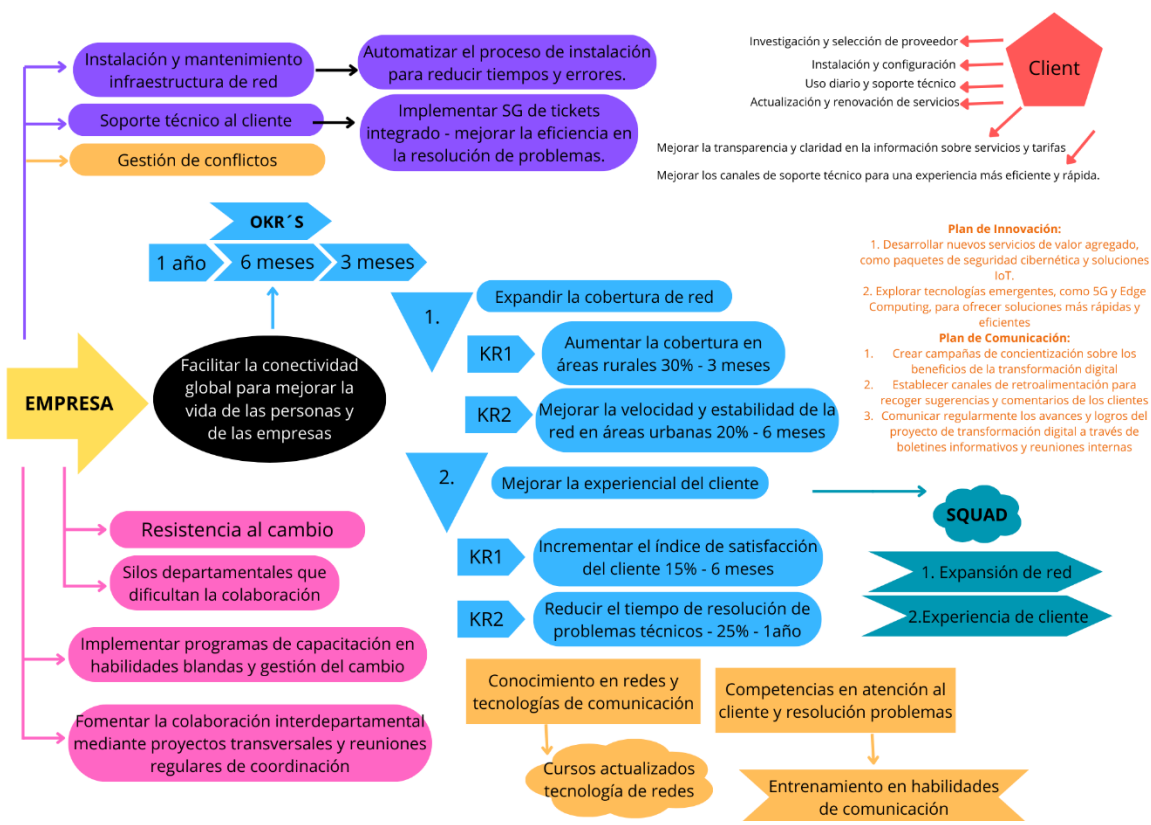 Instalación y mantenimiento
infraestructura de red
Automatizar el proceso de instalación
para reducir tiempos y errores.
Soporte técnico al cliente
Implementar SG de tickets
integrado - mejorar la eficiencia en
la resolución de problemas.
Gestión de conflictos
Client
Investigación y selección de proveedor
Instalación y configuración
Uso diario y soporte técnico
Actualización y renovación de servicios
Mejorar la transparencia y claridad en la información sobre servicios y tarifas
Mejorar los canales de soporte técnico para una experiencia más eficiente y rápida.
OKR´S
1 año
6 meses
3 meses
EMPRESA
Facilitar la conectividad
global para mejorar la
vida de las personas y
de las empresas
1.
Expandir la cobertura de red
KR1
Aumentar la cobertura en
áreas rurales 30% - 3 meses
KR2
Mejorar la velocidad y estabilidad de la
red en áreas urbanas 20% - 6 meses
2.
Mejorar la experiencial del cliente
KR1
Incrementar el índice de satisfacción
del cliente 15% - 6 meses
KR2
Reducir el tiempo de resolución de
problemas técnicos - 25% - 1año
Plan de Innovación:
1. Desarrollar nuevos servicios de valor agregado,
como paquetes de seguridad cibernética y soluciones
IoT.
2. Explorar tecnologías emergentes, como 5G y Edge
Computing, para ofrecer soluciones más rápidas y
eficientes
Plan de Comunicación:
1. Crear campañas de concientización sobre los
beneficios de la transformación digital
2. Establecer canales de retroalimentación para
recoger sugerencias y comentarios de los clientes
3. Comunicar regularmente los avances y logros del
proyecto de transformación digital a través de
boletines informativos y reuniones internas
SQUAD
1. Expansión de red
2.Experiencia de cliente
Resistencia al cambio
Silos departamentales que
dificultan la colaboración
Implementar programas de capacitación en
habilidades blandas y gestión del cambio
Fomentar la colaboración interdepartamental
mediante proyectos transversales y reuniones
regulares de coordinación
Conocimiento en redes y
tecnologías de comunicación
Cursos actualizados
tecnología de redes
Competencias en atención al
cliente y resolución problemas
Entrenamiento en habilidades
de comunicación